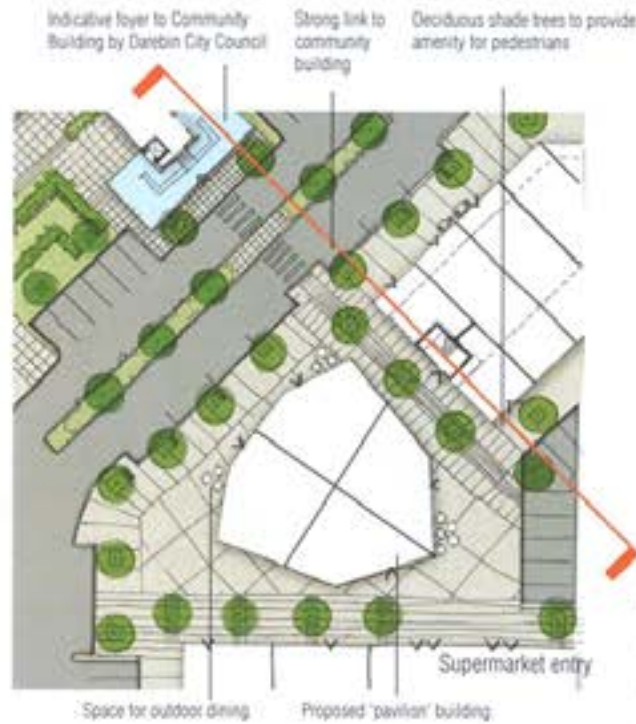 Indicative foyer to Community
Building by Darebin City Council
Strong link to
community
building
Deciduous shade trees to provide
amenity for pedestrians
Supermarket entry
Space for outdoor dining
Proposed 'pavilion' building